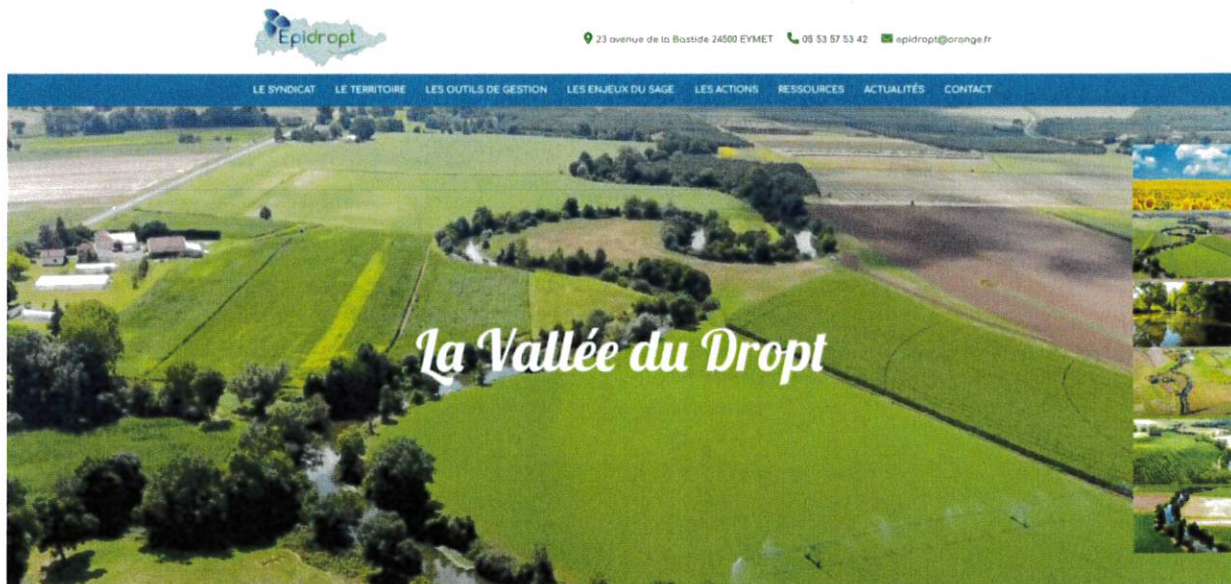 Epidropt
23 avenue de la Bastide 24500 EYMET
05 53 57 53 42
epidropt@orange.fr
LE SYNDICAT
LE TERRITOIRE
LES OUTILS DE GESTION
LES ENJEUX DU SAGE
LES ACTIONS
RESSOURCES
ACTUALITÉS
CONTACT
La Vallée du Dropt